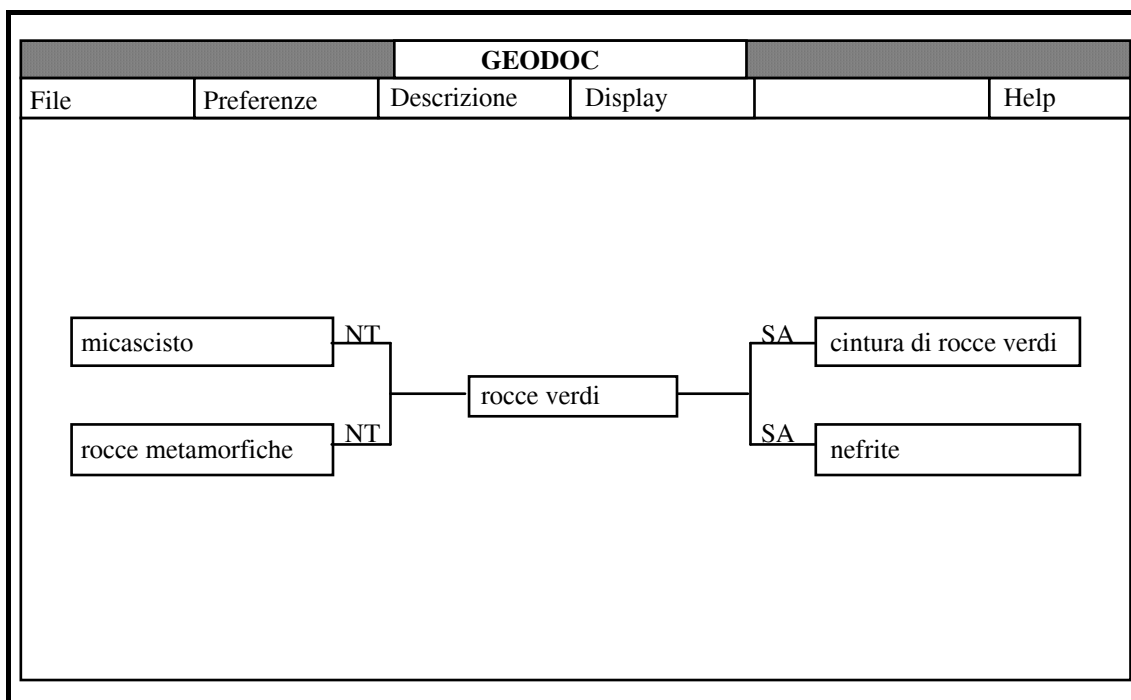 GEODOC
File Preferenze Descrizione Display Help
micascisto NT SA cintura di rocce verdi
rocce verdi
rocce metamorfiche NT SA nefrite